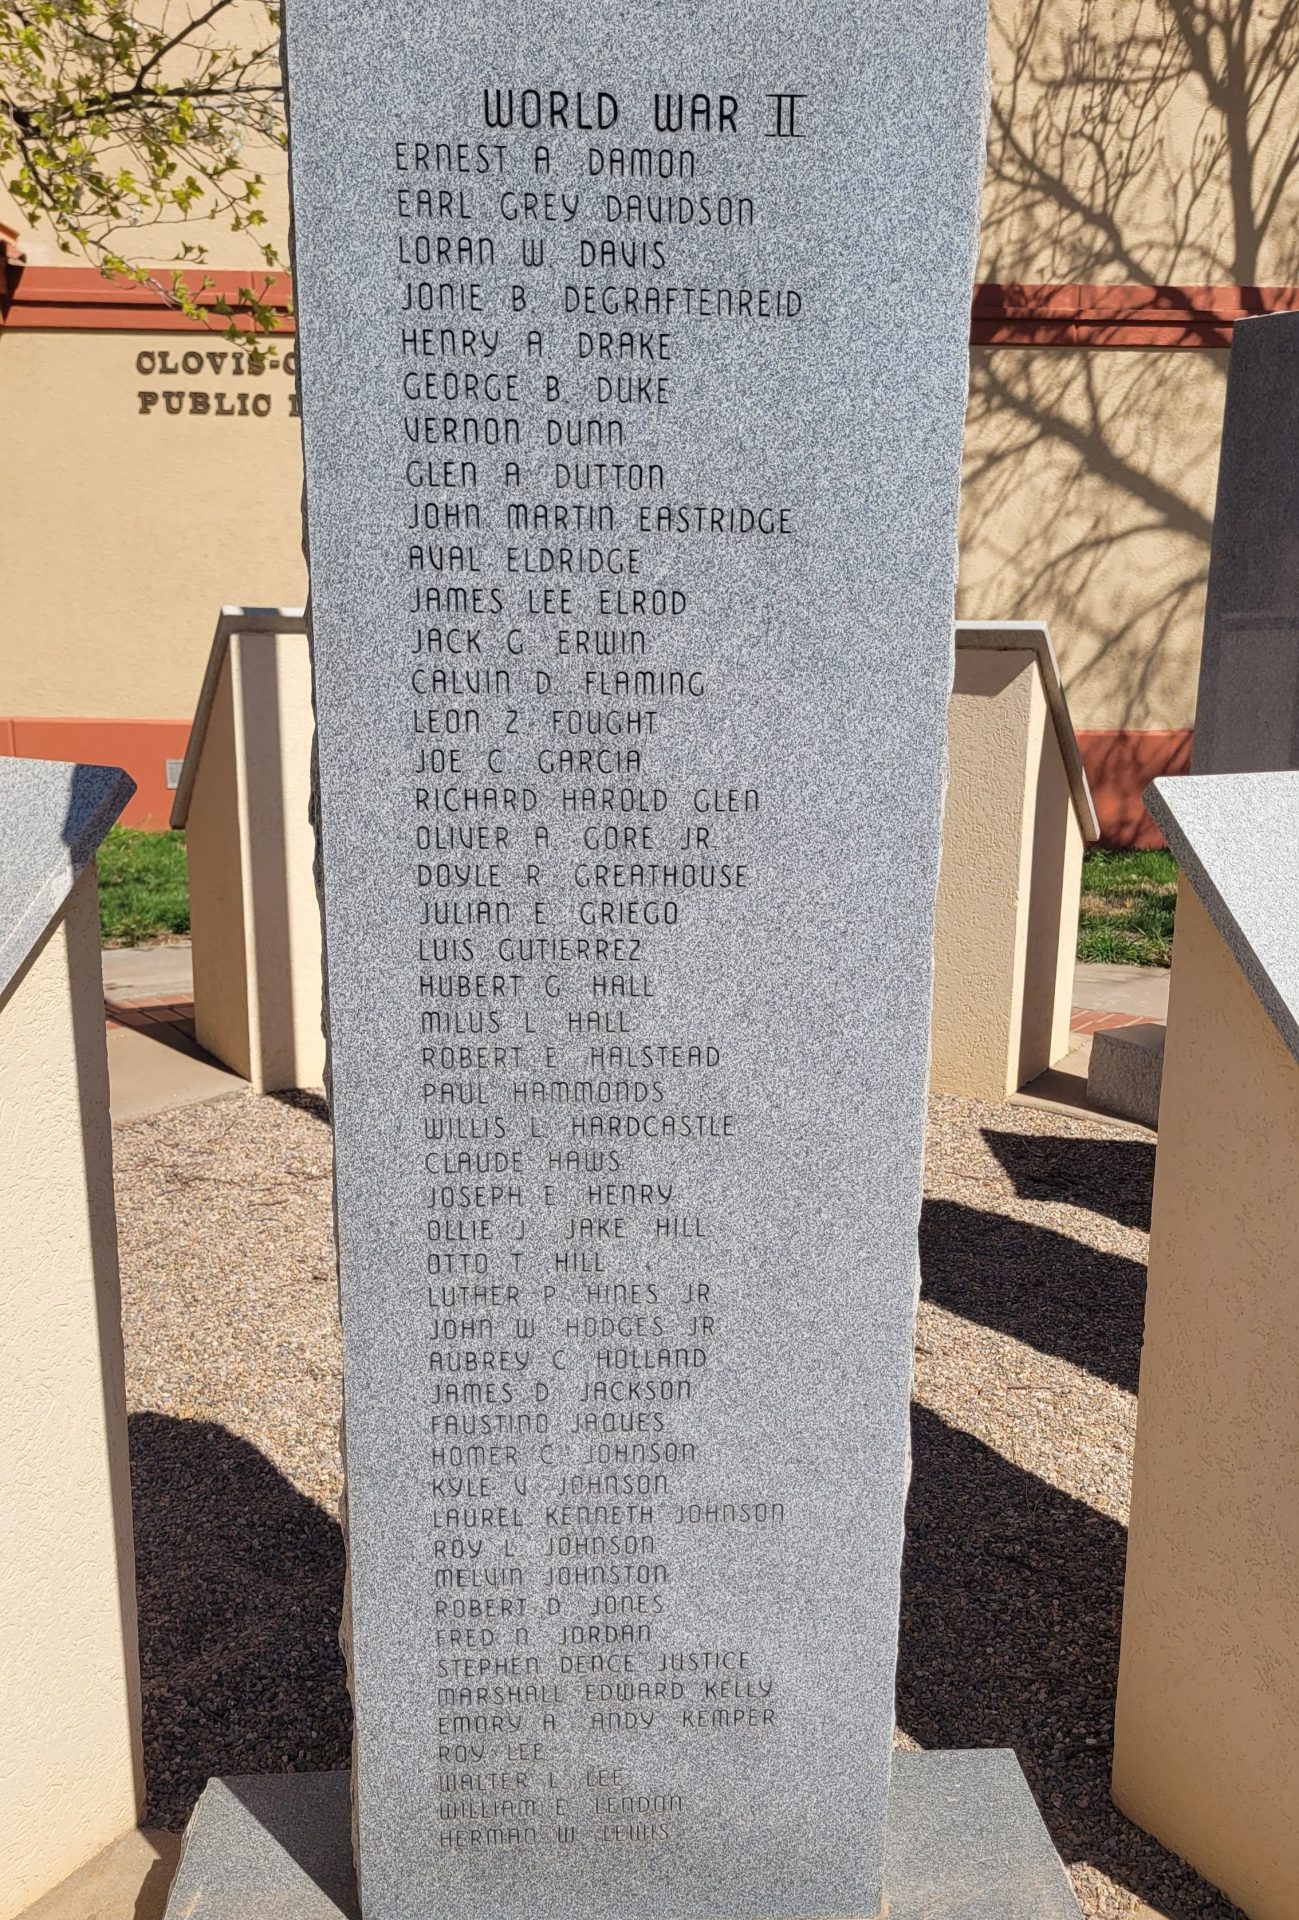 WORLD WAR II
ERNEST A DAMON
EARL GREY DAVIDSON
LORAN W. DAVIS
JONIE B DEGRAFTENREID
HENRY A. DRAKE
GEORGE B. DUKE
VERNON DUNN
GLEN A DUTTON
JOHN MARTIN EASTRIDGE
AVAL ELDRIDGE
JAMES LEE ELROD
JACK G ERWIN
CALVIN D. FLAMING
LEON Z. FOUGHT
JOE C GARCIA
RICHARD HAROLD GLEN
OLIVER A. GORE JR.
DOYLE R GREATHOUSE
JULIAN E GRIEGO
LUIS GUTIERREZ
HUBERT G HALL
MILUS L HALL
ROBERT E HALSTEAD
PAUL HAMMONDS
WILLIS L HARDCASTLE
CLAUDE HAWS
JOSEPH E HENRY
OLLIE J JAKE HILL
OTTO T HILL
LUTHER P HINES JR
JOHN W HODGES JR
AUBREY C HOLLAND
JAMES D JACKSON
FAUSTINO JAQUES
HOMER C JOHNSON
KYLE V JOHNSON
LAUREL KENNETH JOHNSON
ROY L JOHNSON
MELVIN JOHNSTON
ROBERT D JONES
FRED N JORDAN
STEPHEN DENCE JUSTICE
MARSHALL EDWARD KELLY
EMORY A ANDY KEMPER
ROY LEE
WALTER L LEE
WILLIAM E LENDON
HERMAN W LEWIS
CLOVIS-
PUBLIC